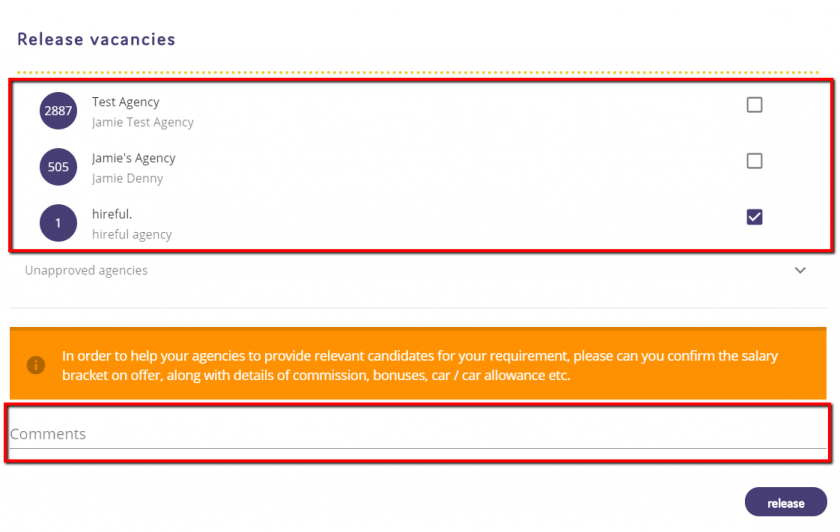 Release vacancies
2887
Test Agency
Jamie Test Agency
505
Jamie's Agency
Jamie Denny
1
hireful.
hireful agency
Unapproved agencies
In order to help your agencies to provide relevant candidates for your requirement, please can you confirm the salary
bracket on offer, along with details of commission, bonuses, car / car allowance etc.
Comments
release